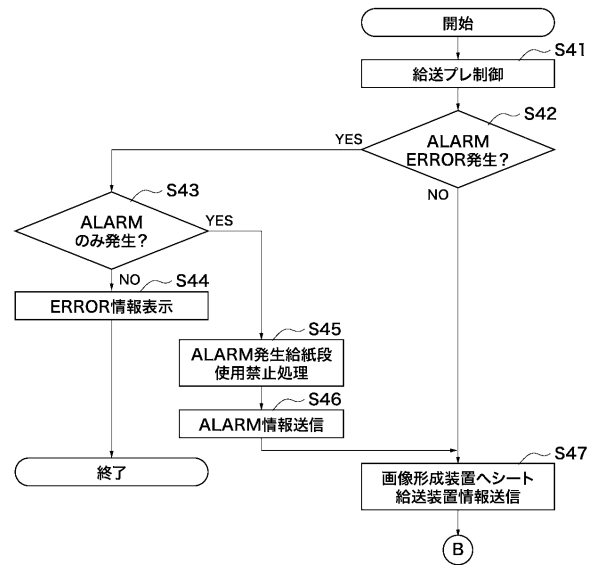 開始
S41
給送プレ制御
S42
ALARM
ERROR発生？
YES
NO
S43
ALARM
のみ発生？
YES
NO
S44
ERROR情報表示
S45
ALARM発生給紙段
使用禁止処理
S46
ALARM情報送信
終了
S47
画像形成装置へシート
給送装置情報送信
B